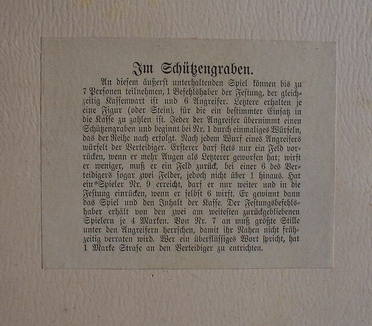 Im Schützengraben.
An diesem äußerst unterhaltenden Spiel können bis zu
7 Personen teilnehmen, 1 Befehlshaber der Festung, der gleich-
zeitig Kassenwart ist und 6 Angreifer. Letztere erhalten je
eine Figur (oder Stein), für die ein bestimmter Einsatz in
die Kasse zu zahlen ist. Jeder der Angreifer übernimmt einen
Schützengraben und beginnt bei Nr. 1 durch einmaliges Würfeln,
das der Reihe nach erfolgt. Nach jedem Wurf eines Angreifers
würfelt der Verteidiger. Ersterer darf stets nur ein Feld vor-
rücken, wenn er mehr Augen als Letzterer geworfen hat; wirft
er weniger, muß er ein Feld zurück, bei einer 6 des Ver-
teidigers sogar zwei Felder, jedoch nicht über 1 hinaus. Hat
ein Spieler Nr. 9 erreicht, darf er nur weiter und in die
Festung einrücken, wenn er selbst 6 wirft. Er gewinnt dann
das Spiel und den Inhalt der Kasse. Der Festungsbefehls-
haber erhält von den zwei am weitesten zurückgebliebenen
Spielern je 4 Marken. Von Nr. 7 an muß größte Stille
unter den Angreifern herrschen, damit ihr Nahen nicht früh-
zeitig verraten wird. Wer ein überflüssiges Wort spricht, hat
1 Marke Strafe an den Verteidiger zu entrichten.